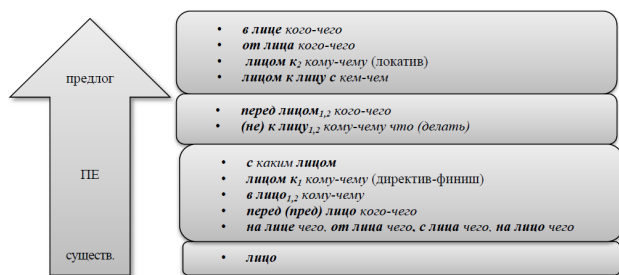 • в лице кого-чего
• от лица кого-чего
• лицом к2 кому-чему (локатив)
• лицом к лицу с кем-чем
предлог
• перед лицом1,2 кого-чего
• (не) к лицу1,2 кому-чему что (делать)
• с каким лицом
• лицом к1 кому-чему (директив-финиш)
ПЕ
• в лицо1,2 кому-чему
• перед (пред) лицо кого-чего
• на лице чего, от лица чего, с лица чего, на лицо чего
существ.
• лицо